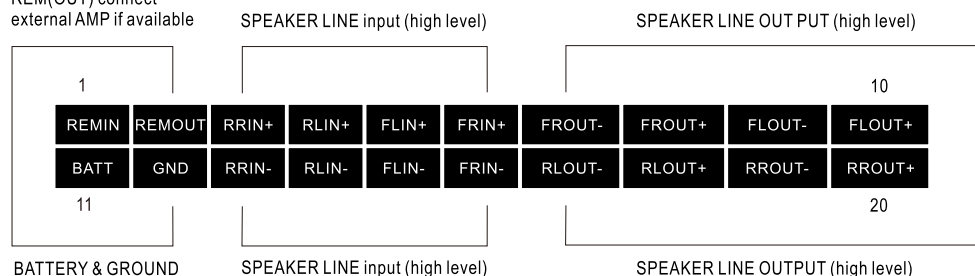 REM(OUT) connect
external AMP if available
SPEAKER LINE input (high level)
SPEAKER LINE OUT PUT (high level)
1
10
REMIN REMOUT RRIN+ RLIN+ FLIN+ FRIN+ FROUT- FROUT+ FLOUT- FLOUT+
BATT GND RRIN- RLIN- FLIN- FRIN- RLOUT- RLOUT+ RROUT- RROUT+
11
20
BATTERY & GROUND
SPEAKER LINE input (high level)
SPEAKER LINE OUTPUT (high level)